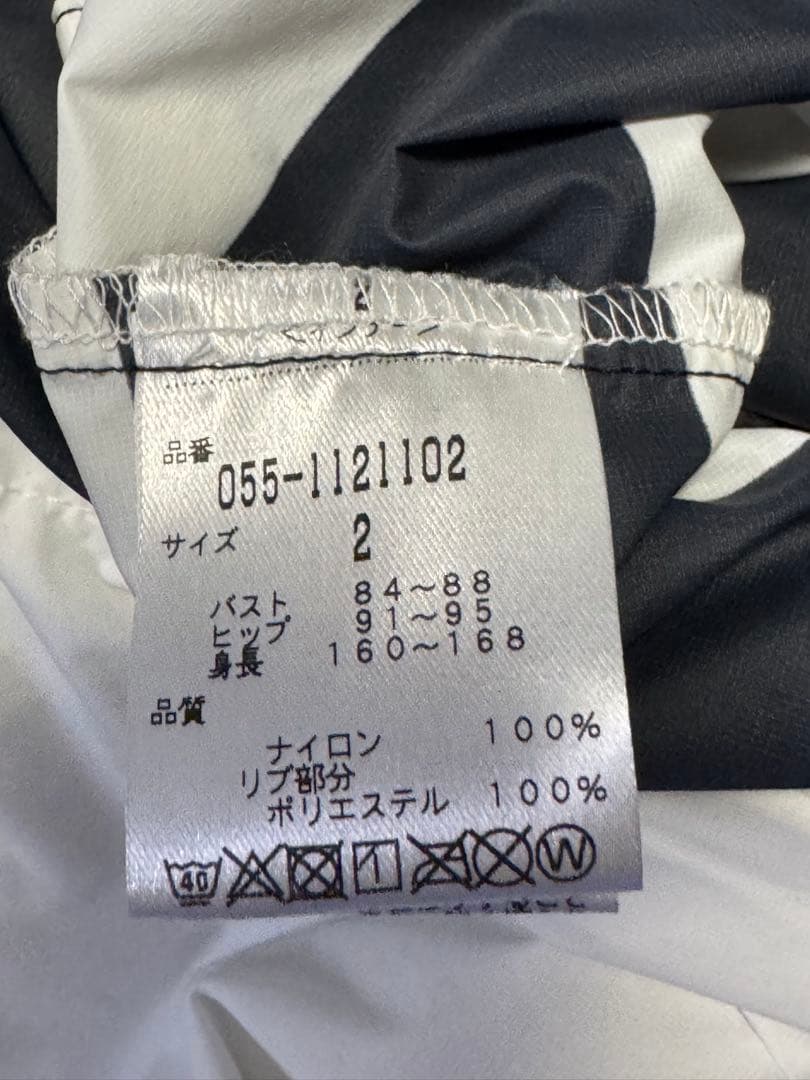 品番
055-1121102
サイズ 2
バスト 84～88
ヒップ 91～95
身長 160～168
品質
ナイロン 100%
リブ部分
ポリエステル 100%
40
W